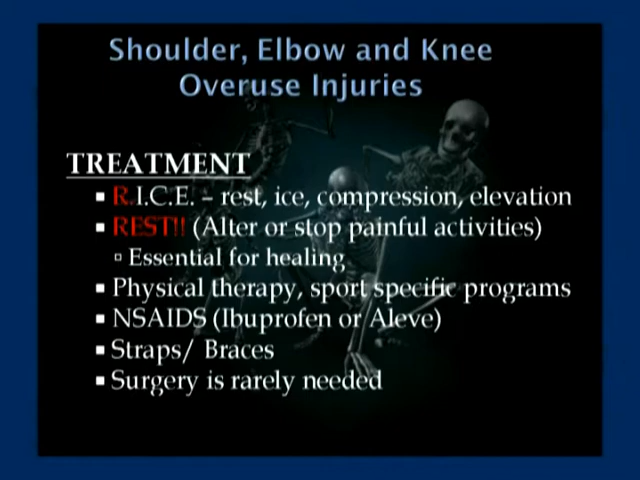 Shoulder, Elbow and Knee
Overuse Injuries
TREATMENT
▪ R.I.C.E. – rest, ice, compression, elevation
▪ REST!! (Alter or stop painful activities)
▫ Essential for healing
▪ Physical therapy, sport specific programs
▪ NSAIDS (Ibuprofen or Aleve)
▪ Straps/ Braces
▪ Surgery is rarely needed